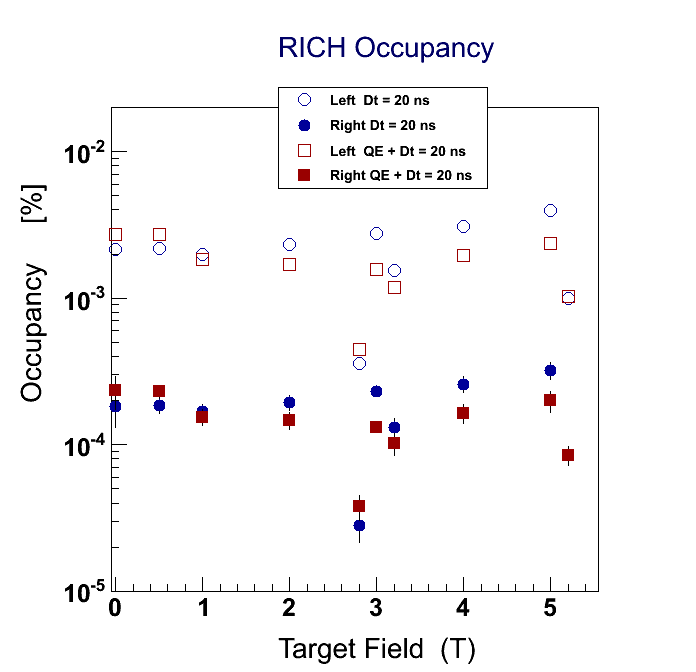 RICH Occupancy
Left Dt = 20 ns
Right Dt = 20 ns
Left QE + Dt = 20 ns
Right QE + Dt = 20 ns
Occupancy [%]
10^-2
10^-3
10^-4
10^-5
0 1 2 3 4 5
Target Field (T)